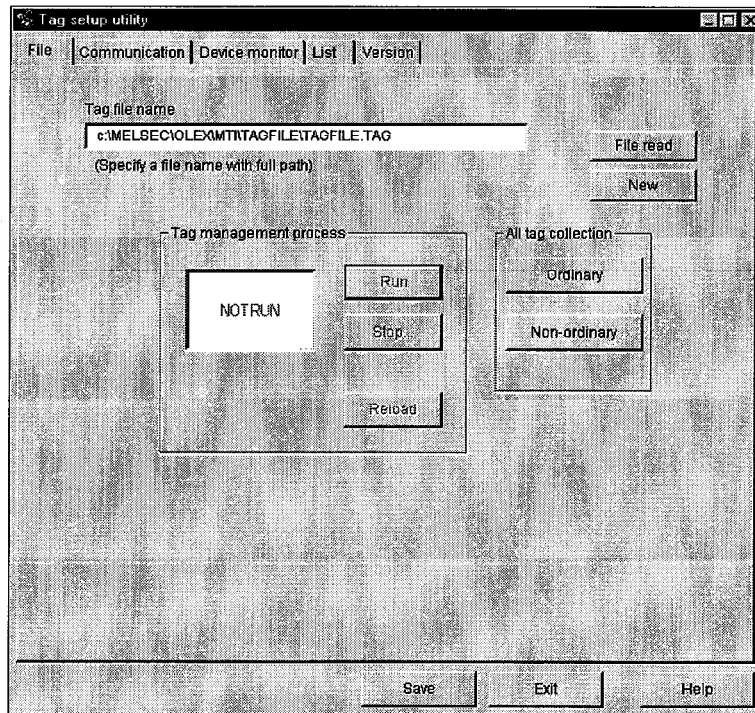 Tag setup utility
File Communication Device monitor List Version
Tag file name
c:\MELSEC\OLEX\MTI\TAGFILE\TAGFILE.TAG
(Specify a file name with full path)
File read
New
Tag management process
All tag collection
NOTRUN
Run
Ordinary
Stop
Non-ordinary
Reload
Save Exit Help